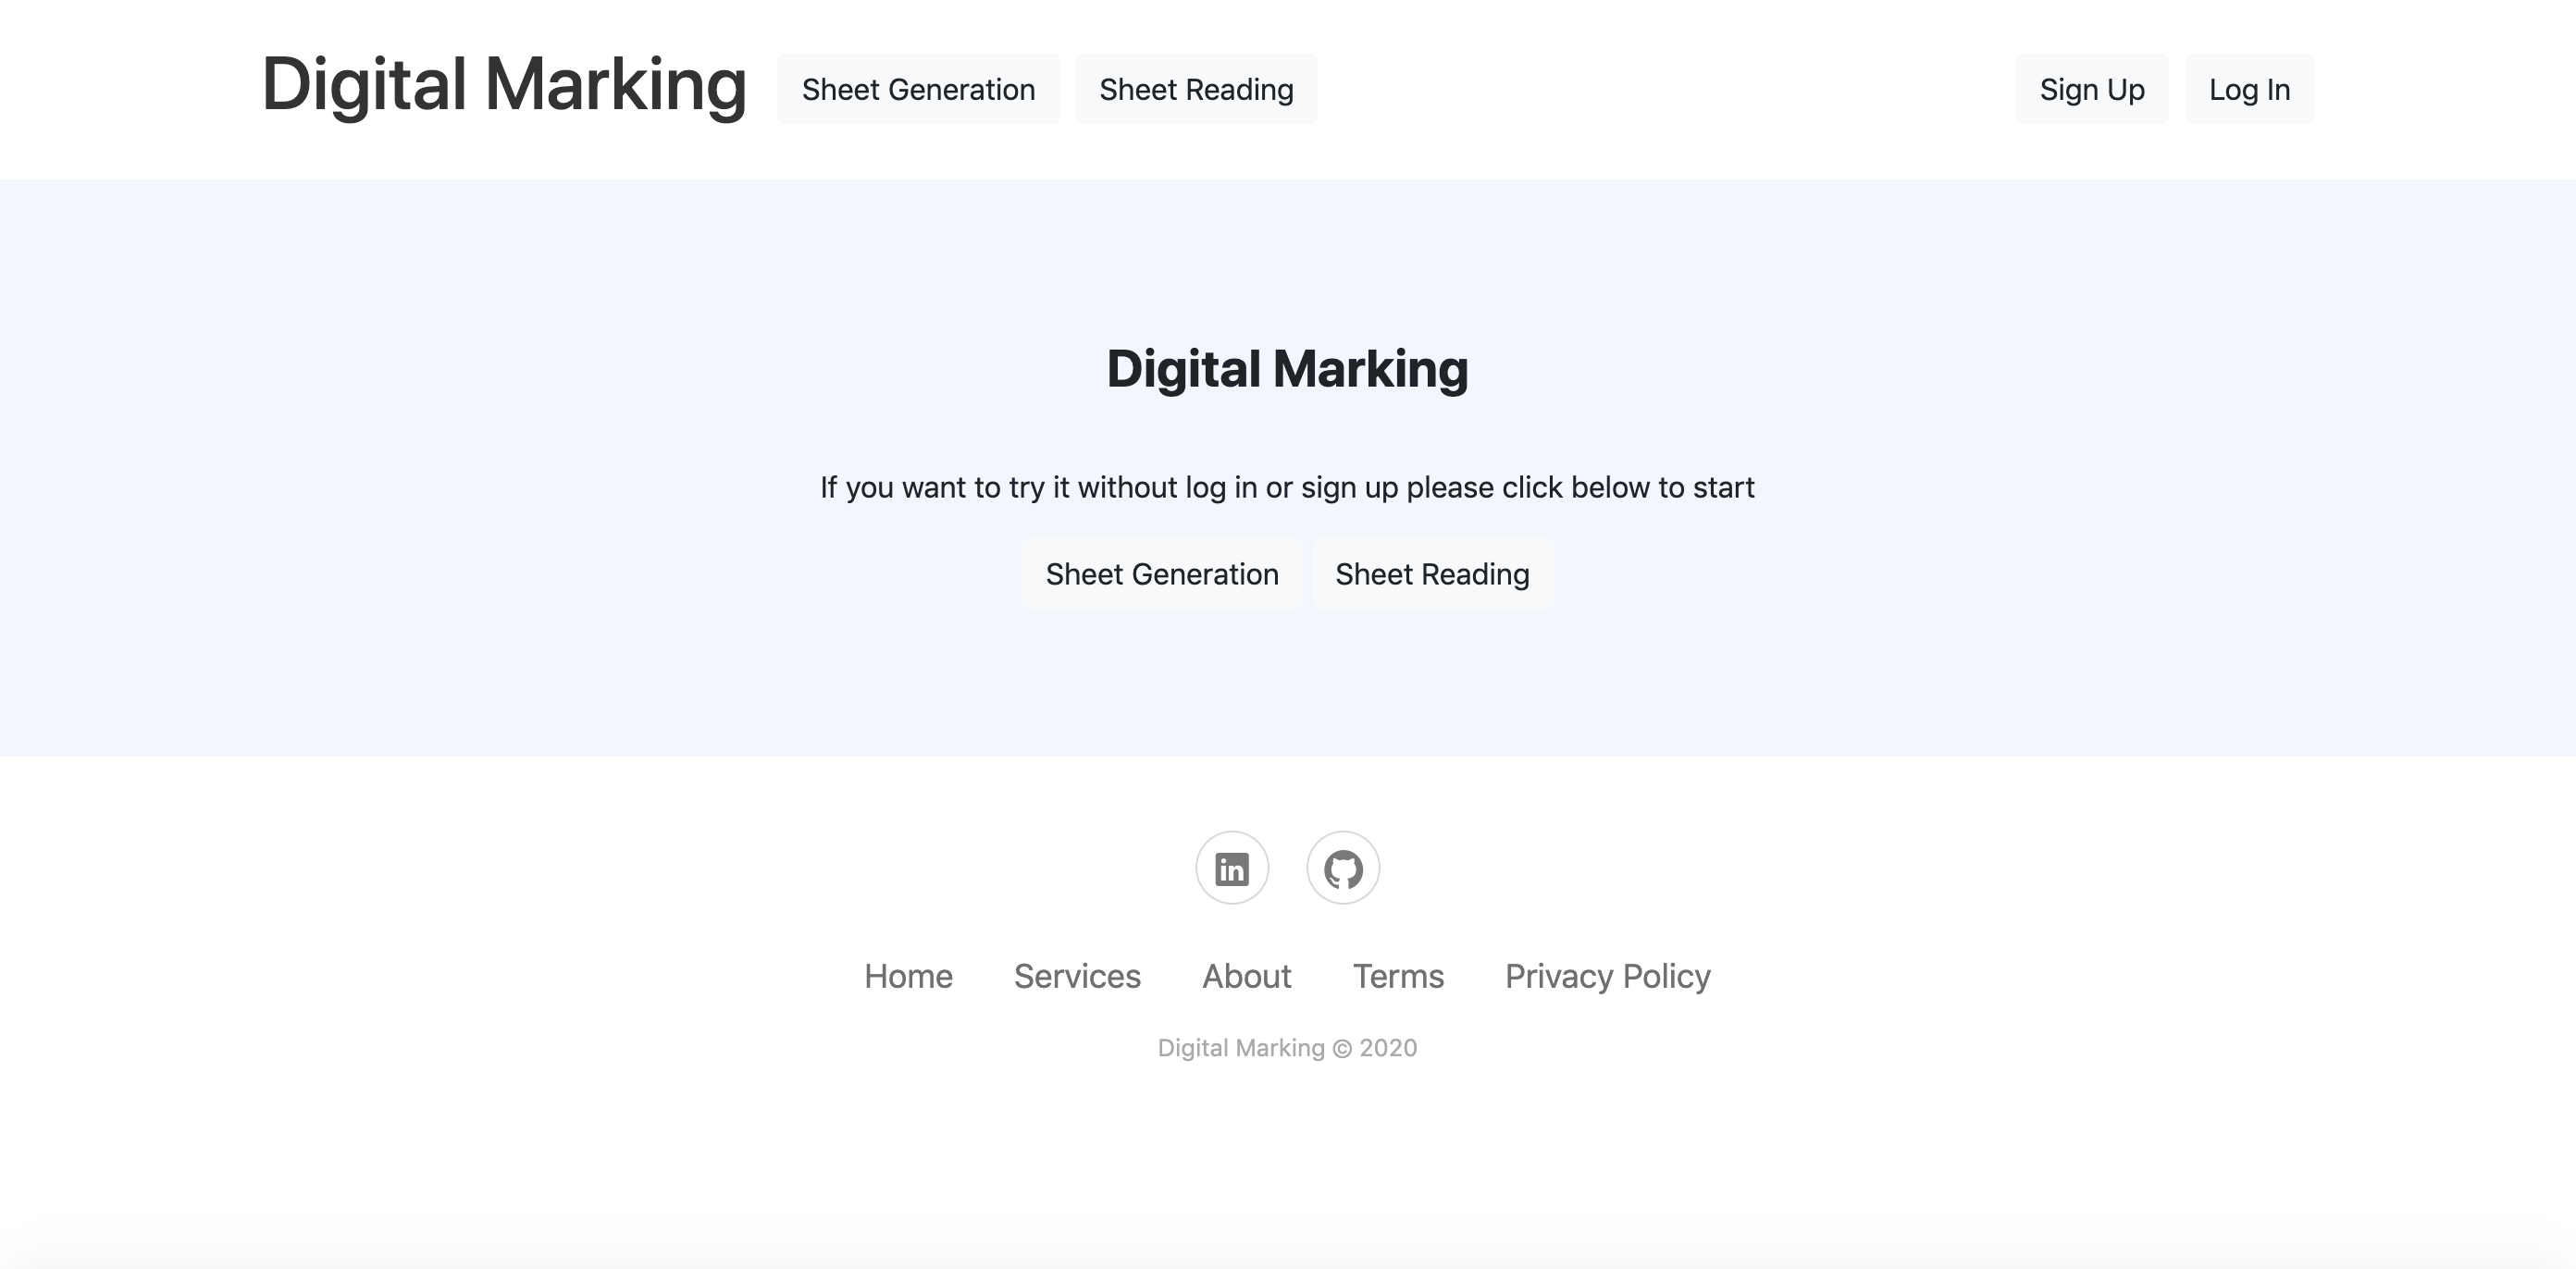 Digital Marking Sheet Generation Sheet Reading Sign Up Log In
Digital Marking
If you want to try it without log in or sign up please click below to start
Sheet Generation Sheet Reading
in
Home Services About Terms Privacy Policy
Digital Marking © 2020